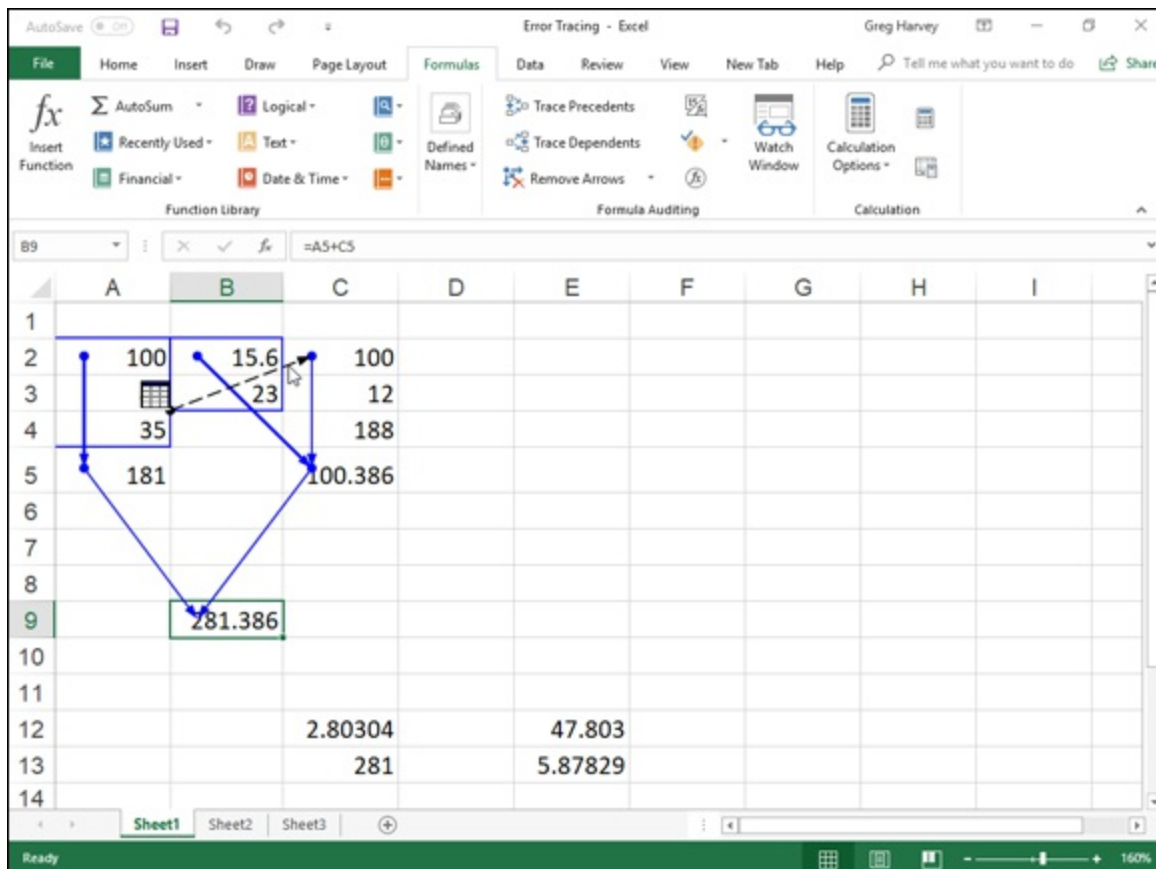 AutoSave Off Error Tracing - Excel Greg Harvey
File Home Insert Draw Page Layout Formulas Data Review View New Tab Help Tell me what you want to do Share
fx Σ AutoSum Logical Trace Precedents
Insert Function Recently Used Text Defined Names Trace Dependents Watch Window Calculation Options
Financial Date & Time Remove Arrows
Function Library Formula Auditing Calculation
B9 fx =A5+C5
A B C D E F G H I
1
2 100 15.6 100
3 23 12
4 35 188
5 181 100.386
6
7
8
9 281.386
10
11
12 2.80304 47.803
13 281 5.87829
14
Sheet1 Sheet2 Sheet3
Ready 160%